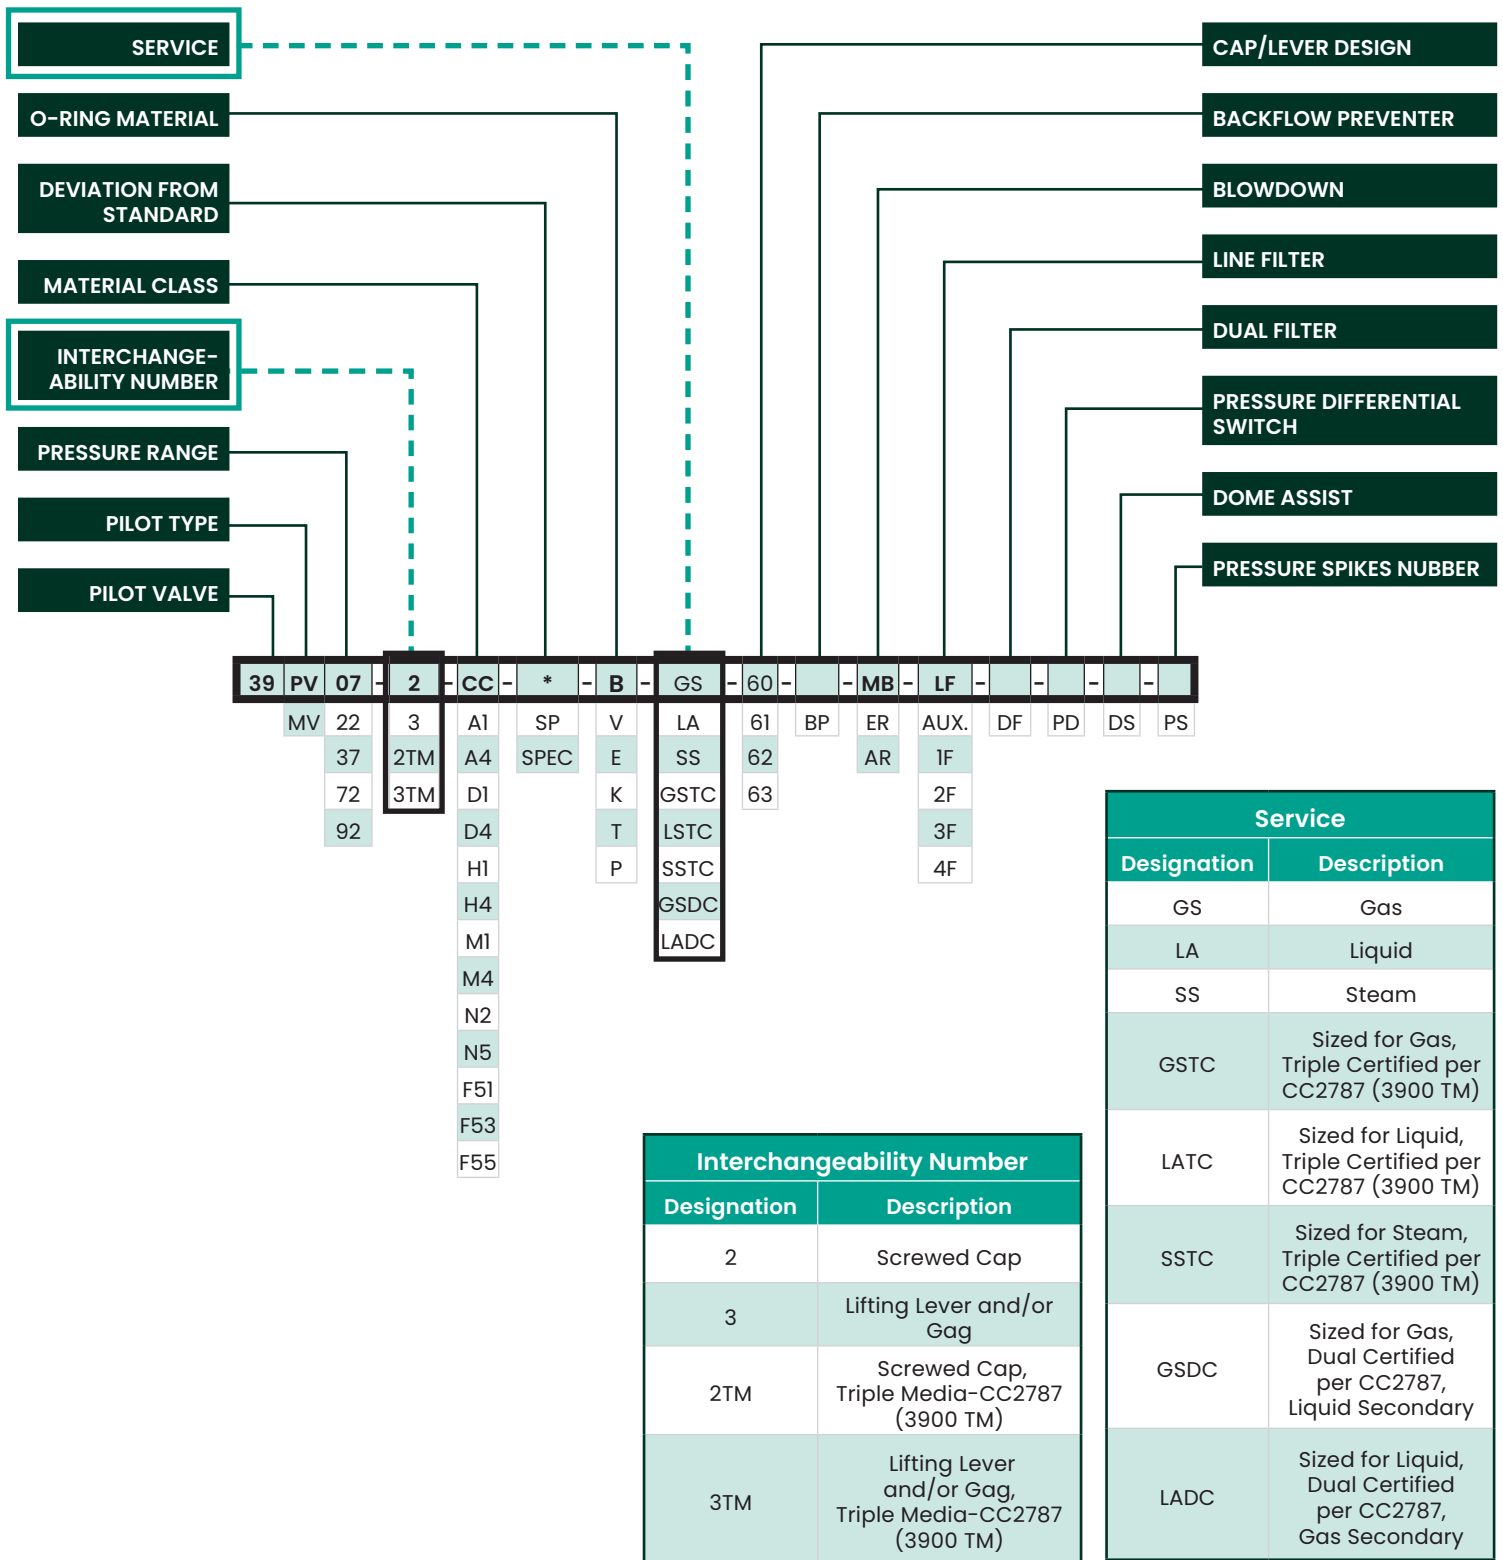 SERVICE
O-RING MATERIAL
DEVIATION FROM
STANDARD
MATERIAL CLASS
INTERCHANGE-
ABILITY NUMBER
PRESSURE RANGE
PILOT TYPE
PILOT VALVE
CAP/LEVER DESIGN
BACKFLOW PREVENTER
BLOWDOWN
LINE FILTER
DUAL FILTER
PRESSURE DIFFERENTIAL
SWITCH
DOME ASSIST
PRESSURE SPIKES NUBBER
39 PV 07 - 2 - CC - * - B - GS - 60 - - MB - LF - - - -
MV 22 3 A1 SP V LA 61 BP ER AUX. DF PD DS PS
37 2TM A4 SPEC E SS 62 AR 1F
72 3TM D1 K GSTC 63 2F
92 D4 T LSTC 3F
H1 P SSTC 4F
H4 GSDC
M1 LADC
M4
N2
N5
F51
F53
F55
Interchangeability Number
Designation Description
2 Screwed Cap
3 Lifting Lever and/or
Gag
2TM Screwed Cap,
Triple Media-CC2787
(3900 TM)
3TM Lifting Lever
and/or Gag,
Triple Media-CC2787
(3900 TM)
Service
Designation Description
GS Gas
LA Liquid
SS Steam
GSTC Sized for Gas,
Triple Certified per
CC2787 (3900 TM)
LATC Sized for Liquid,
Triple Certified per
CC2787 (3900 TM)
SSTC Sized for Steam,
Triple Certified per
CC2787 (3900 TM)
GSDC Sized for Gas,
Dual Certified
per CC2787,
Liquid Secondary
LADC Sized for Liquid,
Dual Certified
per CC2787,
Gas Secondary